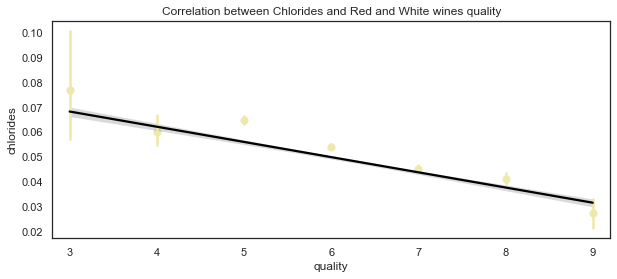 Correlation between Chlorides and Red and White wines quality
chlorides
0.10
0.09
0.08
0.07
0.06
0.05
0.04
0.03
0.02
3 4 5 6 7 8 9
quality